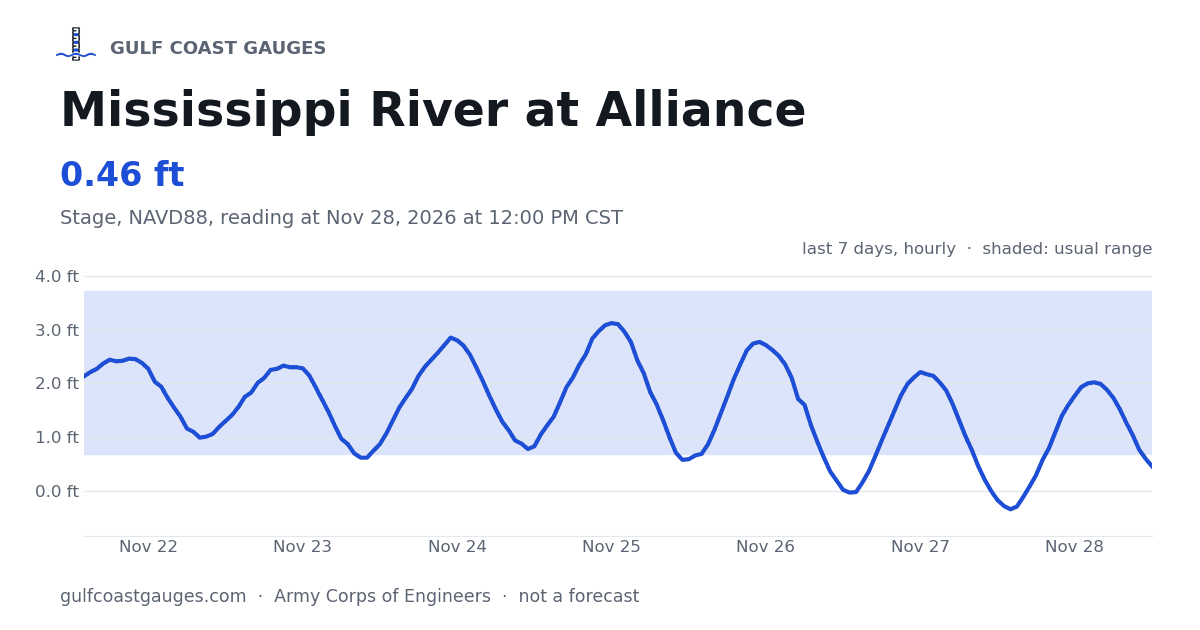 GULF COAST GAUGES
Mississippi River at Alliance
0.46 ft
Stage, NAVD88, reading at Nov 28, 2026 at 12:00 PM CST
last 7 days, hourly · shaded: usual range
4.0 ft
3.0 ft
2.0 ft
1.0 ft
0.0 ft
Nov 22 Nov 23 Nov 24 Nov 25 Nov 26 Nov 27 Nov 28
gulfcoastgauges.com · Army Corps of Engineers · not a forecast